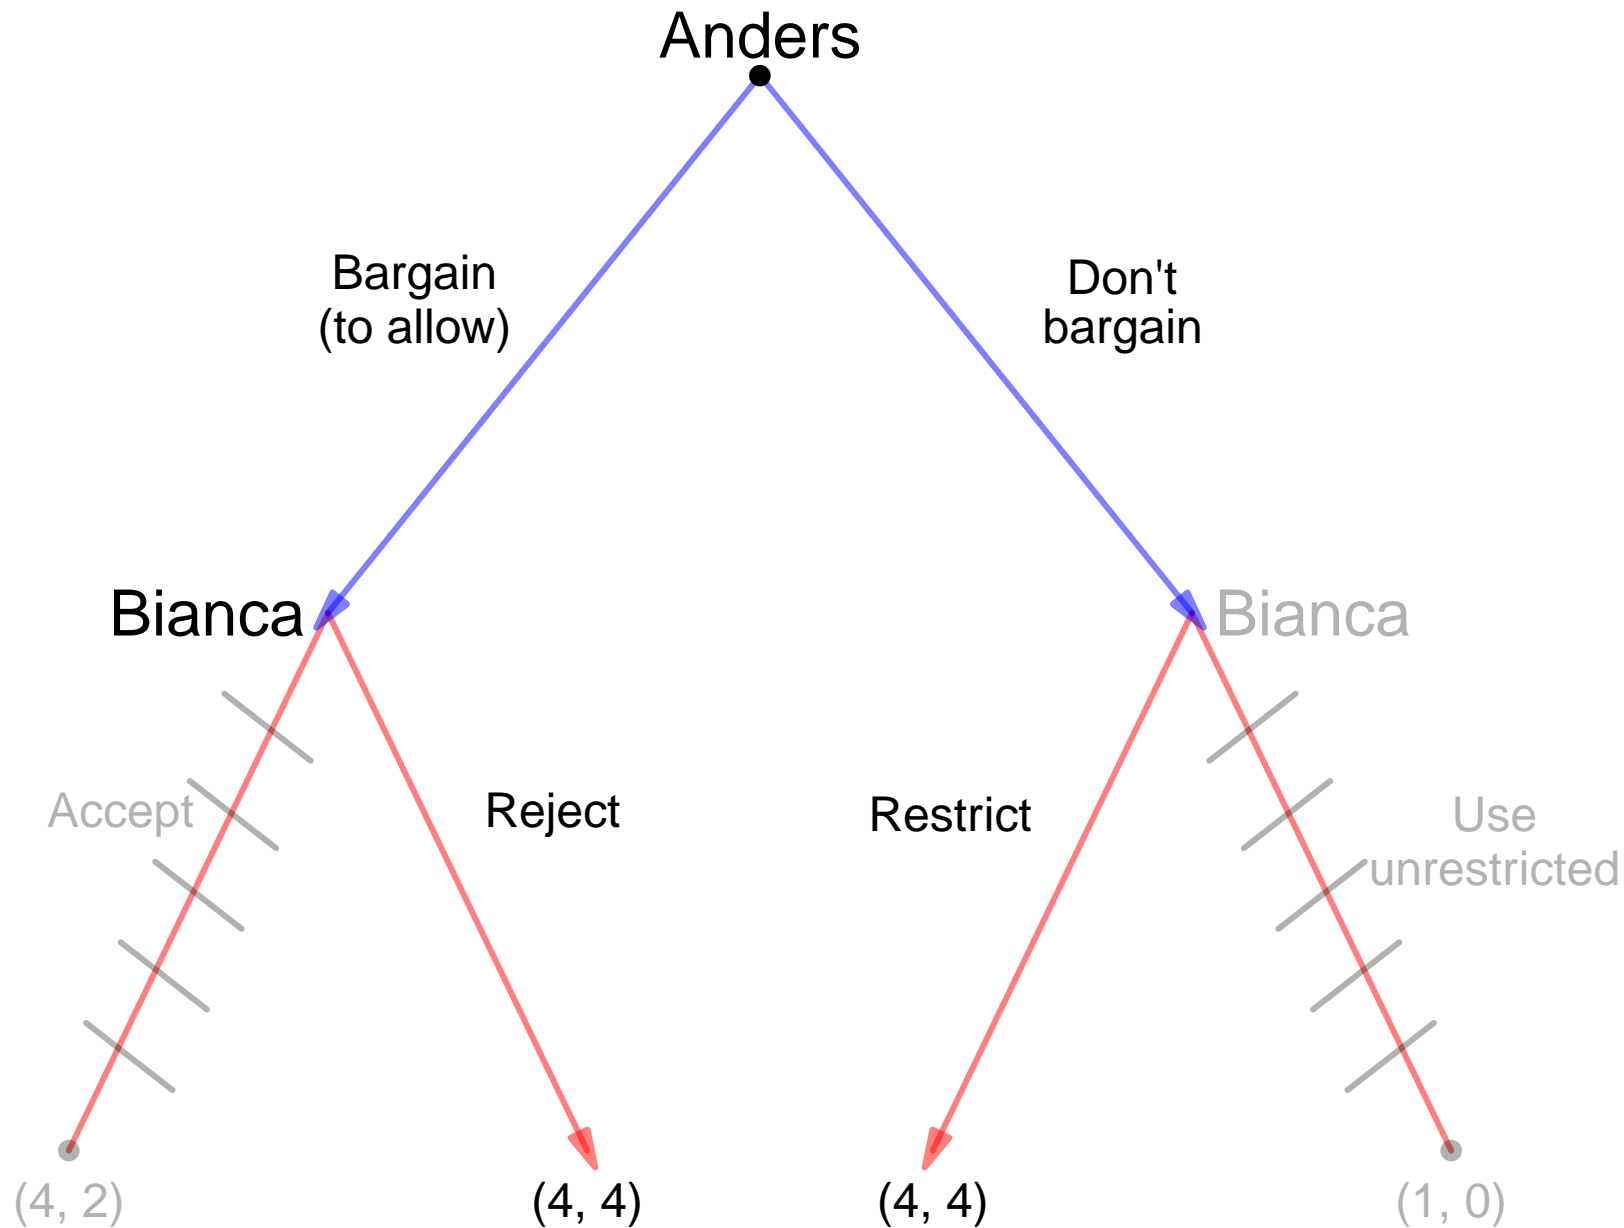 Anders
Bargain
(to allow)
Don't
bargain
Bianca
Bianca
Accept
Reject
Restrict
Use
unrestricted
(4, 2)
(4, 4)
(4, 4)
(1, 0)